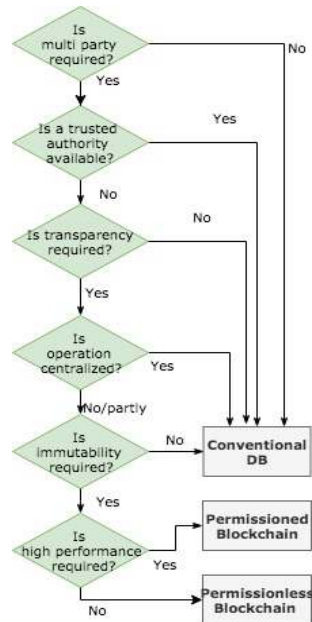 Is
multi party
required?
No
Yes
Is a trusted
authority
available?
Yes
No
Is transparency
required?
No
Yes
Is
operation
centralized?
Yes
No/partly
Is
immutability
required?
No
Conventional
DB
Yes
Is
high performance
required?
Yes
Permissioned
Blockchain
No
Permissionless
Blockchain